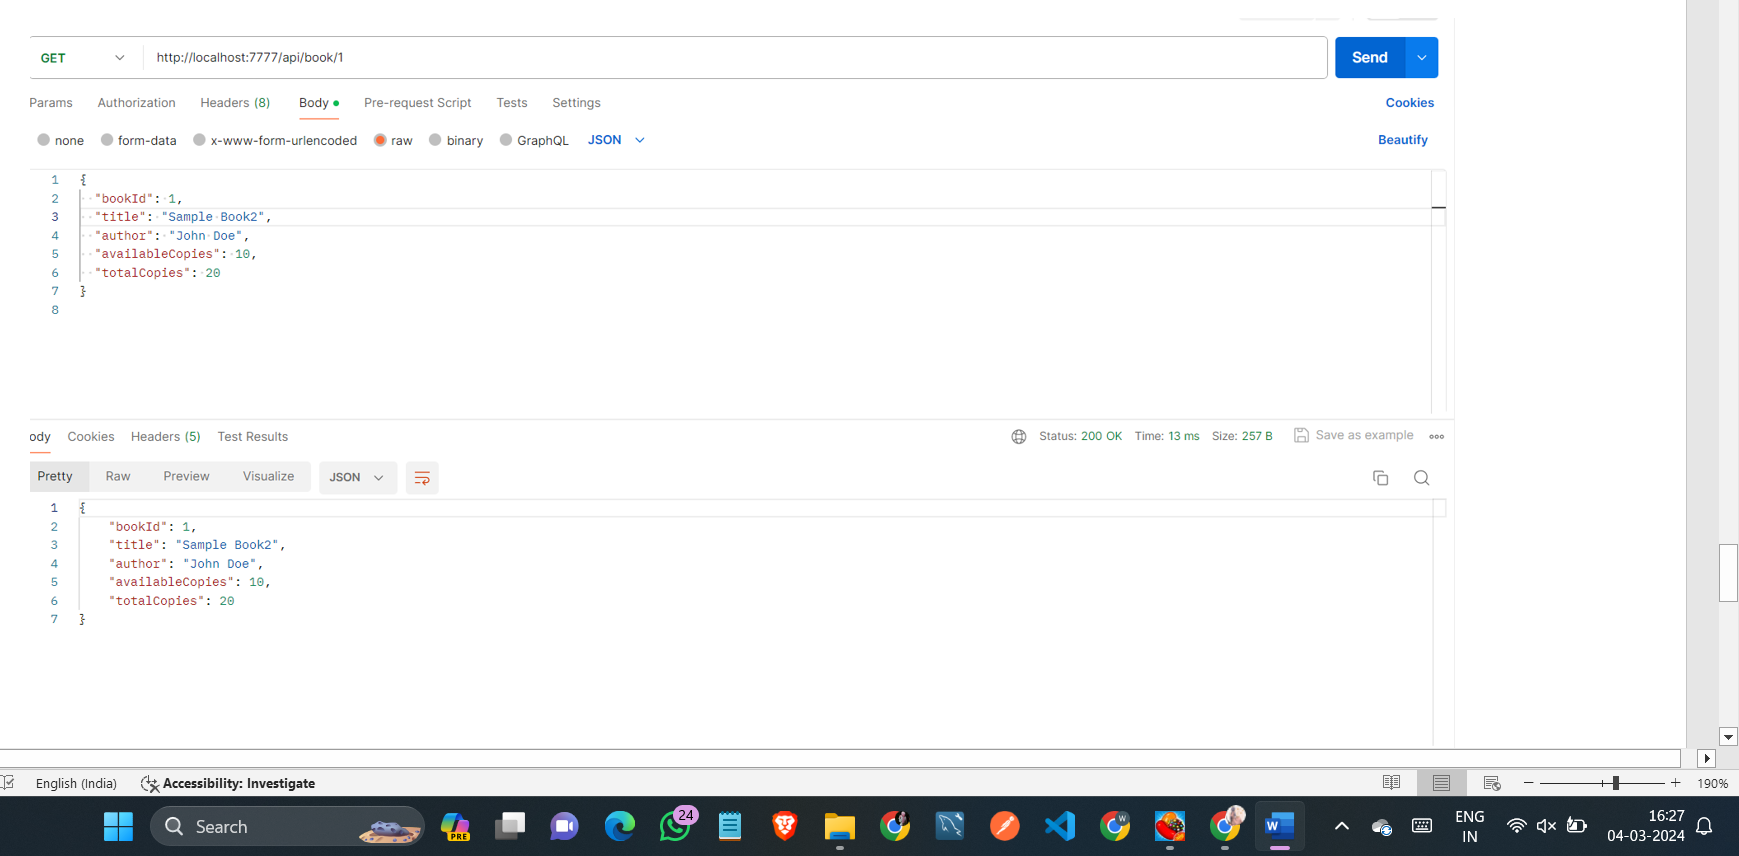 GET http://localhost:7777/api/book/1 Send
Params Authorization Headers (8) Body Pre-request Script Tests Settings Cookies
none form-data x-www-form-urlencoded raw binary GraphQL JSON Beautify
1 {
2 "bookId": 1,
3 "title": "Sample Book2",
4 "author": "John Doe",
5 "availableCopies": 10,
6 "totalCopies": 20
7 }
8
ody Cookies Headers (5) Test Results Status: 200 OK Time: 13 ms Size: 257 B Save as example
Pretty Raw Preview Visualize JSON
1 {
2 "bookId": 1,
3 "title": "Sample Book2",
4 "author": "John Doe",
5 "availableCopies": 10,
6 "totalCopies": 20
7 }
English (India) Accessibility: Investigate 190%
Search PRE 24 W W ENG 16:27
IN 04-03-2024